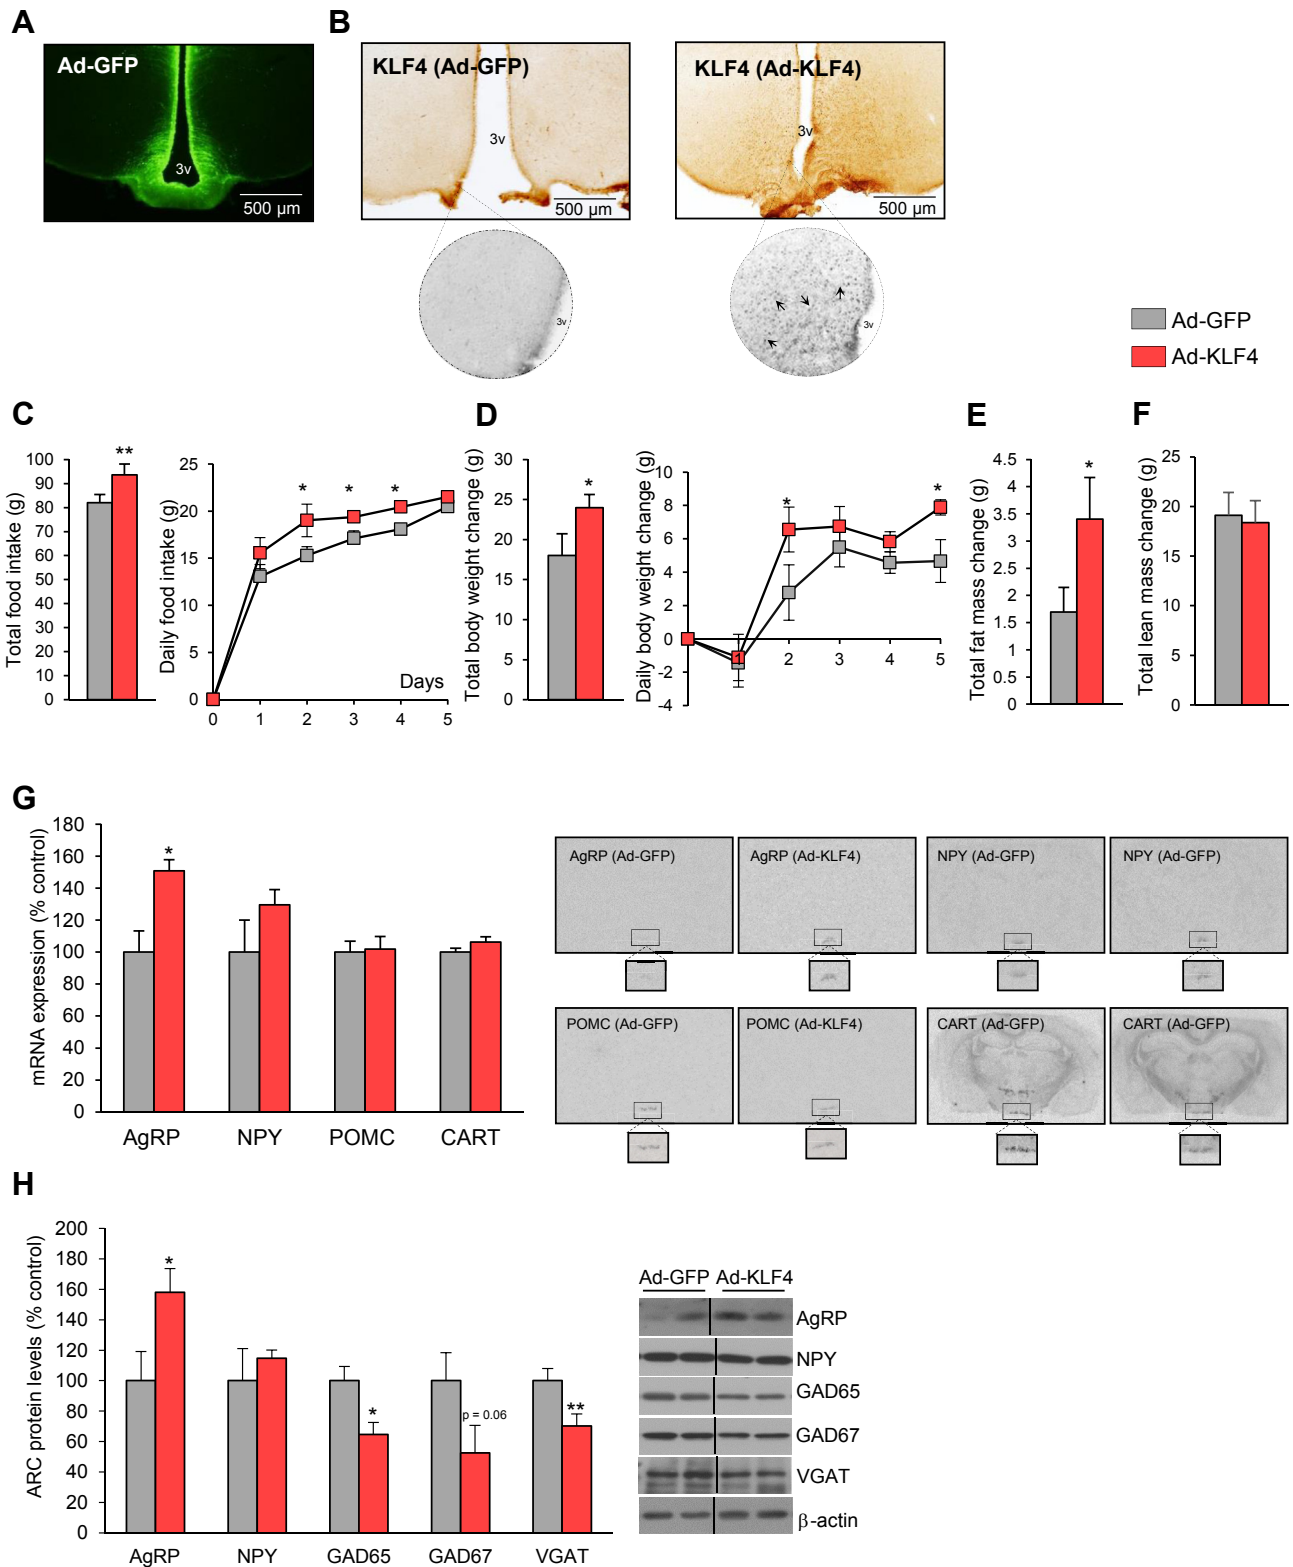 A
B
Ad-GFP
3v
500 µm
KLF4 (Ad-GFP)
3v
500 µm
KLF4 (Ad-KLF4)
3v
500 µm
3v
3v
Ad-GFP
Ad-KLF4
C
Total food intake (g)
100
90
80
70
60
50
40
30
20
10
0
**
Daily food intake (g)
25
20
15
10
5
0
* * *
Days
0 1 2 3 4 5
D
Total body weight change (g)
30
25
20
15
10
5
0
*
Daily body weight change (g)
10
8
6
4
2
0
-2
-4
* *
1 2 3 4 5
E
Total fat mass change (g)
4.5
4
3.5
3
2.5
2
1.5
1
0.5
0
*
F
Total lean mass change (g)
25
20
15
10
5
0
G
mRNA expression (% control)
180
160
140
120
100
80
60
40
20
0
*
AgRP NPY POMC CART
AgRP (Ad-GFP)
AgRP (Ad-KLF4)
NPY (Ad-GFP)
NPY (Ad-GFP)
POMC (Ad-GFP)
POMC (Ad-KLF4)
CART (Ad-GFP)
CART (Ad-GFP)
H
ARC protein levels (% control)
200
180
160
140
120
100
80
60
40
20
0
*
*
p = 0.06
**
AgRP NPY GAD65 GAD67 VGAT
Ad-GFP Ad-KLF4
AgRP
NPY
GAD65
GAD67
VGAT
β-actin